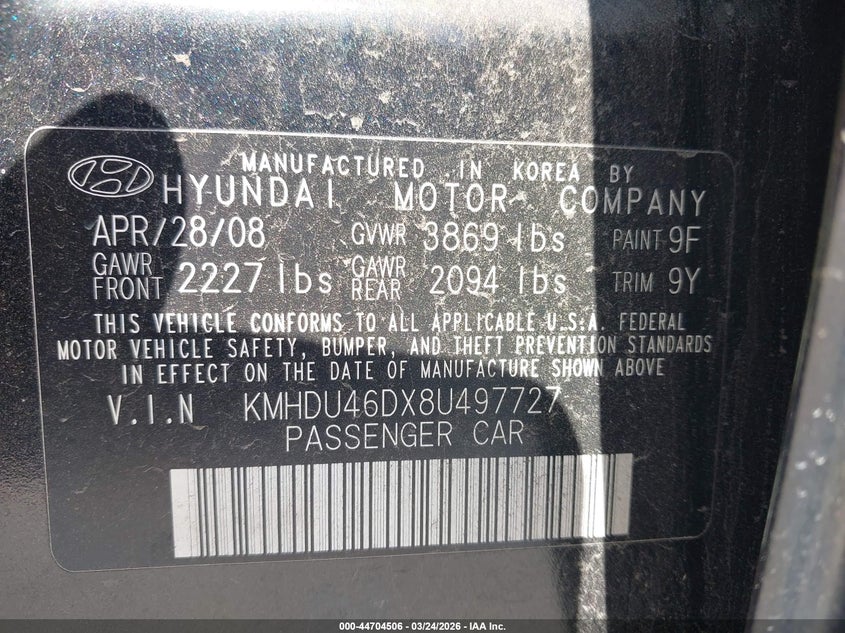 MANUFACTURED IN KOREA BY
HYUNDAI MOTOR COMPANY
APR/28/08 GVWR 3869 lbs PAINT 9F
GAWR FRONT 2227 lbs GAWR REAR 2094 lbs TRIM 9Y
THIS VEHICLE CONFORMS TO ALL APPLICABLE U.S.A. FEDERAL
MOTOR VEHICLE SAFETY, BUMPER, AND THEFT PREVENTION STANDARDS
IN EFFECT ON THE DATE OF MANUFACTURE SHOWN ABOVE
V.I.N KMHDU46DX8U497727
PASSENGER CAR
000-44704506 - 03/24/2026 - IAA Inc.